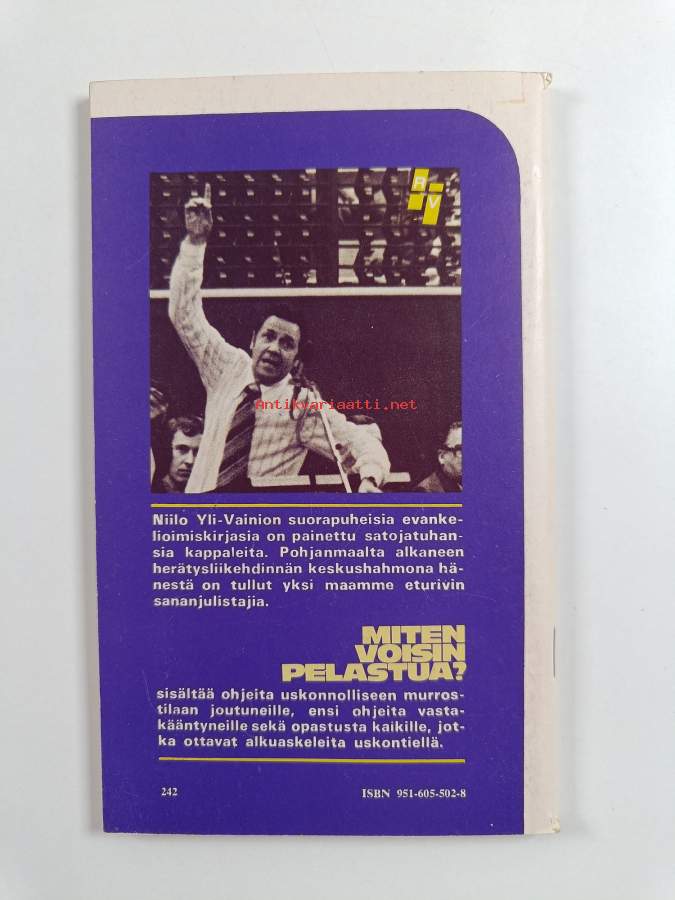 R
V
Antikvariaatti.net
Niilo Yli-Vainion suorapuheisia evanke-
lioimiskirjasia on painettu satojatuhan-
sia kappaleita. Pohjanmaalta alkaneen
herätysliikehdinnän keskushahmona hä-
nestä on tullut yksi maamme eturivin
sananjulistajia.
MITEN
VOISIN
PELASTUA?
sisältää ohjeita uskonnolliseen murros-
tilaan joutuneille, ensi ohjeita vasta-
kääntyneille sekä opastusta kaikille, jot-
ka ottavat alkuaskeleita uskontiellä.
242 ISBN 951-605-502-8